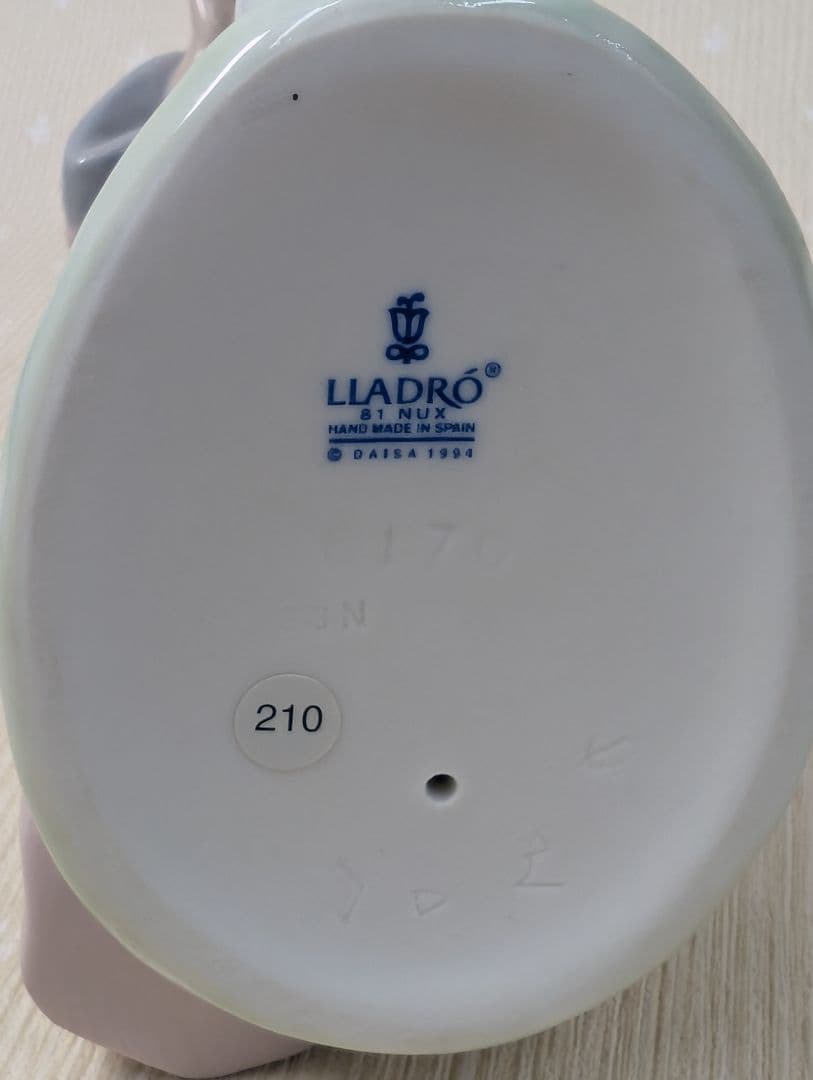 LLADRÓ®
81 NUX
HAND MADE IN SPAIN
© DAISA 1994
210